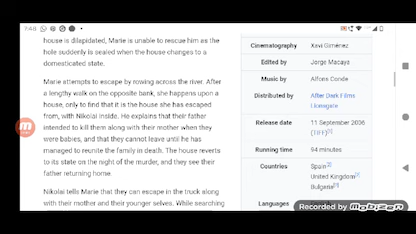 7:48
house is dilapidated, Marie is unable to rescue him as the
hole suddenly is sealed when the house changes to a
domesticated state.
Marie attempts to escape by rowing across the river. After
a lengthy walk on the opposite bank, she happens upon a
house, only to find that it is the house she has escaped
from, with Nikolai inside. He explains that their father
intended to kill them along with their mother when they
were babies, and that they cannot leave until he has
managed to reunite the family in death. The house reverts
to its state on the night of the murder, and they see their
father returning home.
Nikolai tells Marie that they can escape in the truck along
with their mother and their younger selves. While searching
Cinematography Xavi Giménez
Edited by Jorge Macaya
Music by Alfons Conde
Distributed by After Dark Films
Lionsgate
Release date 11 September 2006
(TIFF)[1]
Running time 94 minutes
Countries Spain[2]
United Kingdom[2]
Bulgaria[2]
Languages
Recorded by Mobizen